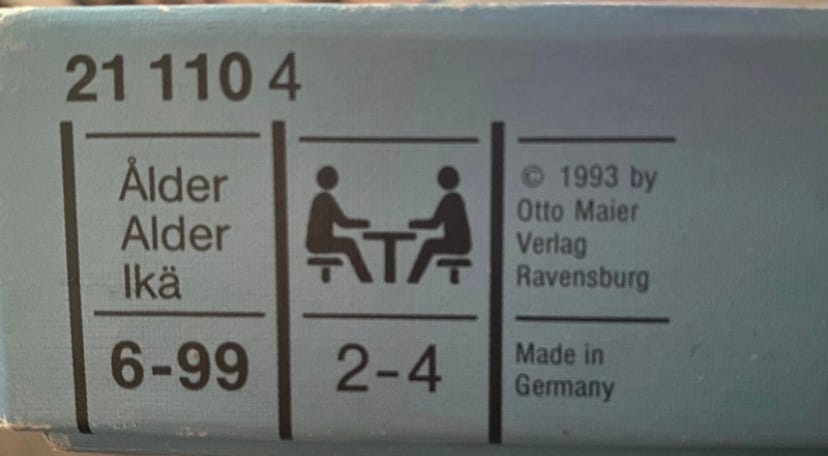 21 110 4
Ålder
Alder
Ikä
6-99
2-4
© 1993 by
Otto Maier
Verlag
Ravensburg
Made in
Germany